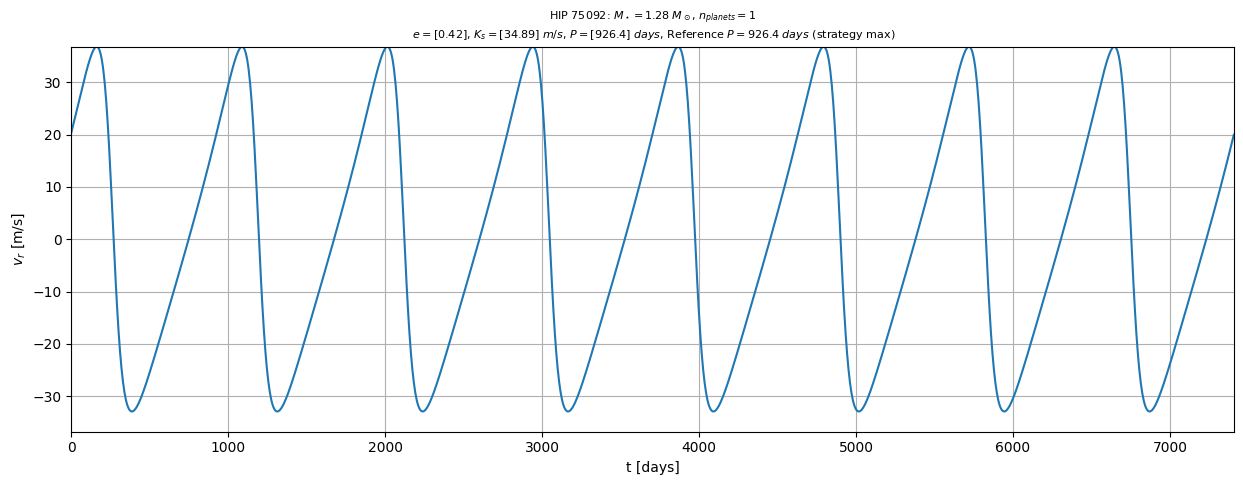 HIP 75092: $M_\star = 1.28\ M_\odot$, $n_{planets} = 1$
$e = [0.42]$, $K_s = [34.89]\ m/s$, $P = [926.4]\ days$, Reference $P = 926.4\ days$ (strategy max)
30
20
10
0
−10
−20
−30
$v_r$ [m/s]
0 1000 2000 3000 4000 5000 6000 7000
t [days]